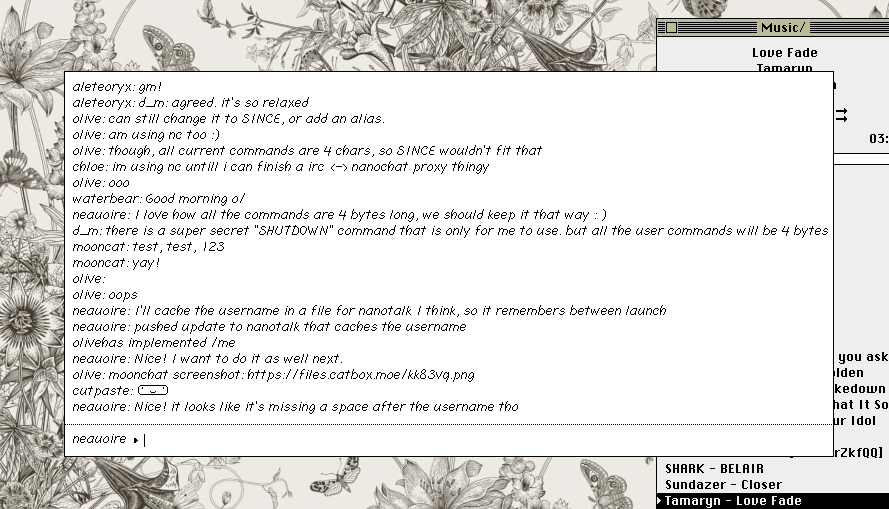 Music/
Love Fade
Tamaryn
03:
aleteoryx: gm!
aleteoryx: d_m: agreed. it's so relaxed
olive: can still change it to SINCE, or add an alias.
olive: am using nc too :)
olive: though, all current commands are 4 chars, so SINCE wouldn't fit that
chloe: im using nc untill i can finish a irc <-> nanochat proxy thingy
olive: ooo
waterbear: Good morning o/
neauoire: I love how all the commands are 4 bytes long, we should keep it that way : )
d_m: there is a super secret "SHUTDOWN" command that is only for me to use. but all the user commands will be 4 bytes
mooncat: test, test, 123
mooncat: yay!
olive:
olive: oops
neauoire: I'll cache the username in a file for nanotalk I think, so it remembers between launch
neauoire: pushed update to nanotalk that caches the username
olivehas implemented /me
neauoire: Nice! I want to do it as well next.
olive: moonchat screenshot: https://files.catbox.moe/kk83vq.png
cutpaste:
neauoire: Nice! it looks like it's missing a space after the username tho
neauoire
you ask
olden
kedown
hat It So
ur Idol
rZkfQQ]
SHARK - BELAIR
Sundazer - Closer
Tamaryn - Love Fade